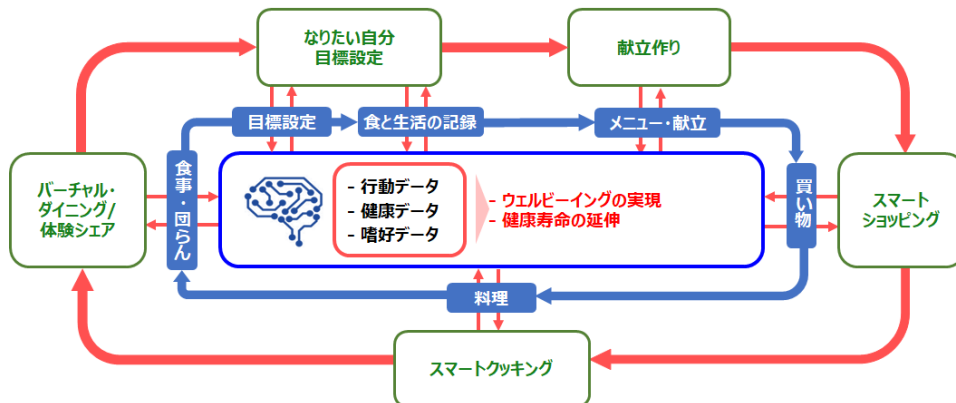 なりたい自分
目標設定
献立作り
目標設定
食と生活の記録
メニュー・献立
バーチャル・
ダイニング/
体験シェア
食事・団らん
- 行動データ
- 健康データ
- 嗜好データ
- ウェルビーイングの実現
- 健康寿命の延伸
買い物
スマート
ショッピング
料理
スマートクッキング